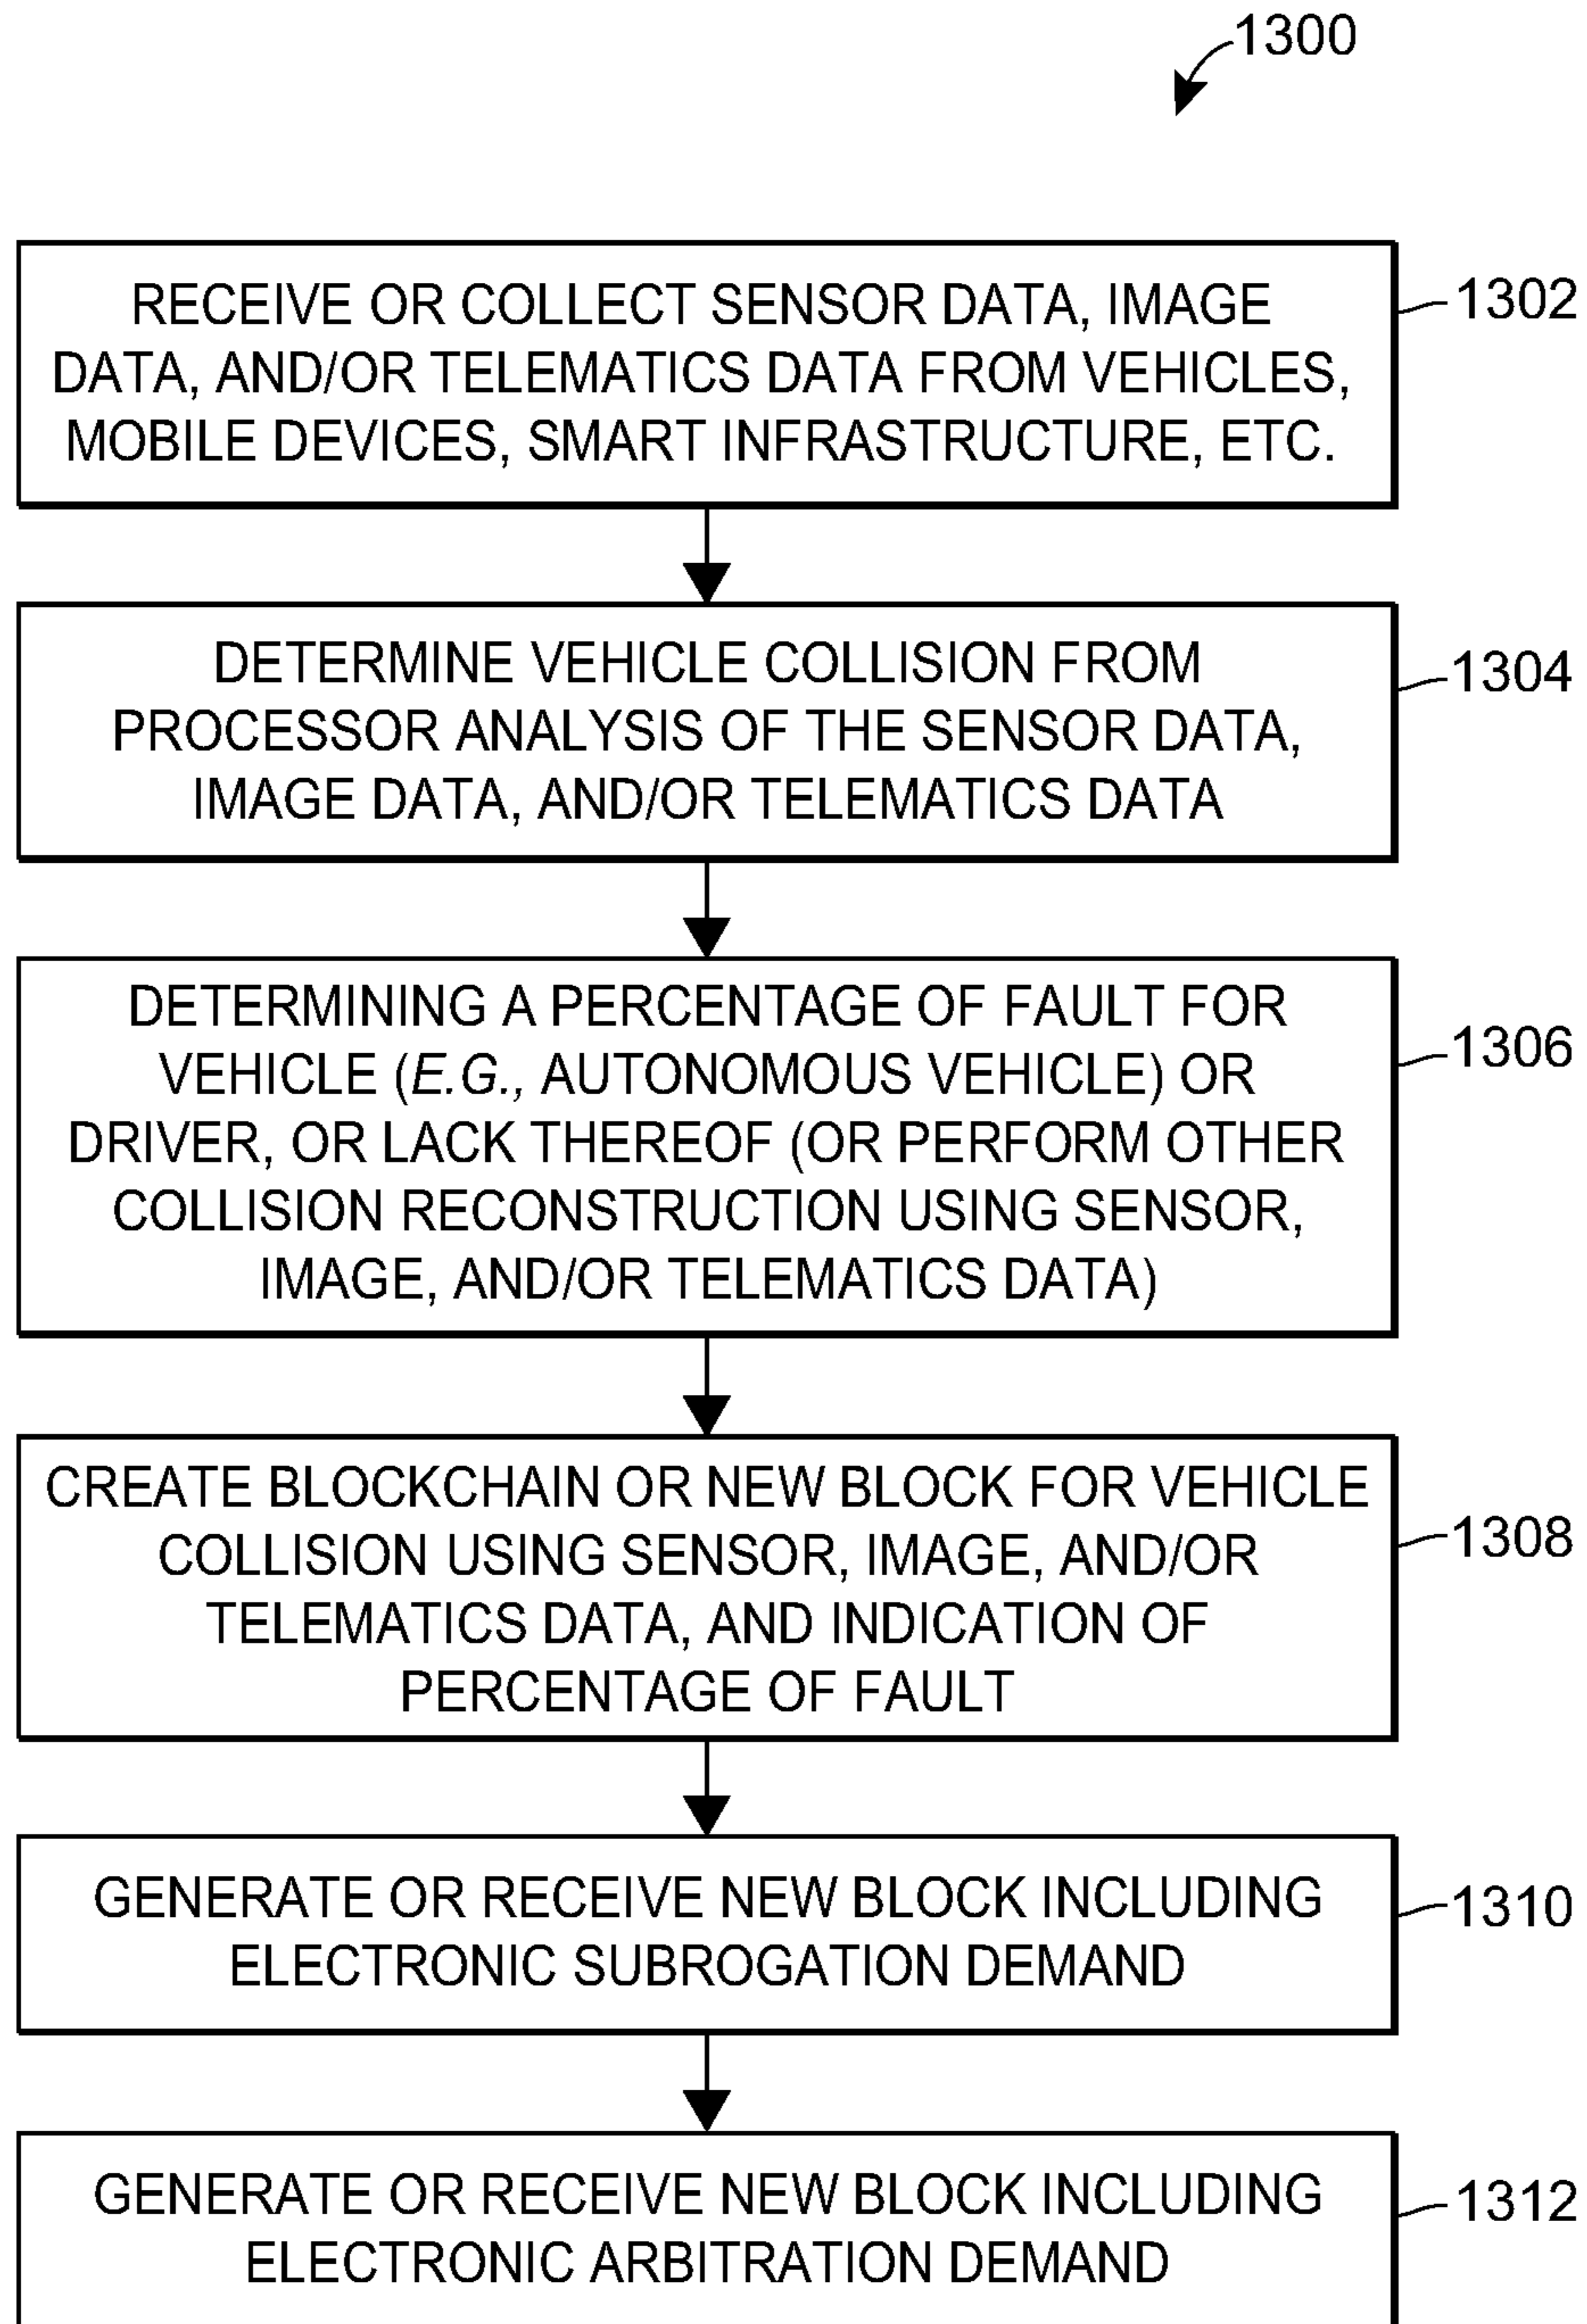 1300
RECEIVE OR COLLECT SENSOR DATA, IMAGE
DATA, AND/OR TELEMATICS DATA FROM VEHICLES,
MOBILE DEVICES, SMART INFRASTRUCTURE, ETC.
1302
DETERMINE VEHICLE COLLISION FROM
PROCESSOR ANALYSIS OF THE SENSOR DATA,
IMAGE DATA, AND/OR TELEMATICS DATA
1304
DETERMINING A PERCENTAGE OF FAULT FOR
VEHICLE (E.G., AUTONOMOUS VEHICLE) OR
DRIVER, OR LACK THEREOF (OR PERFORM OTHER
COLLISION RECONSTRUCTION USING SENSOR,
IMAGE, AND/OR TELEMATICS DATA)
1306
CREATE BLOCKCHAIN OR NEW BLOCK FOR VEHICLE
COLLISION USING SENSOR, IMAGE, AND/OR
TELEMATICS DATA, AND INDICATION OF
PERCENTAGE OF FAULT
1308
GENERATE OR RECEIVE NEW BLOCK INCLUDING
ELECTRONIC SUBROGATION DEMAND
1310
GENERATE OR RECEIVE NEW BLOCK INCLUDING
ELECTRONIC ARBITRATION DEMAND
1312